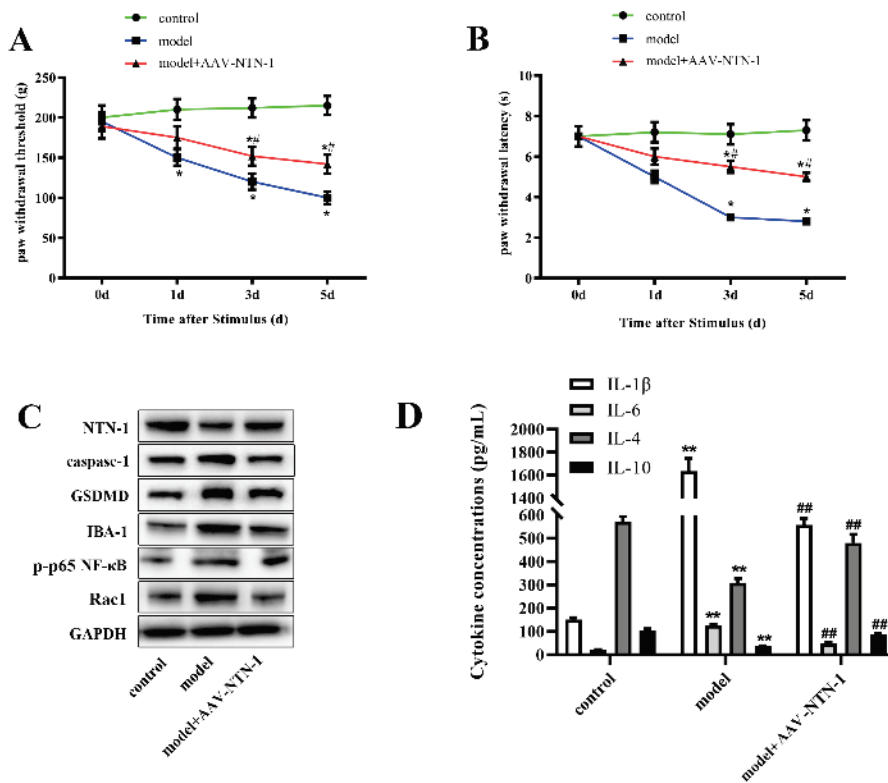 A
control
model
model+AAV-NTN-1
paw withdrawal threshold (g)
250
200
150
100
50
0
*
*#
*
*#
*
0d 1d 3d 5d
Time after Stimulus (d)
B
control
model
model+AAV-NTN-1
paw withdrawal latency (s)
10
8
6
4
2
0
*#
*
*#
*
0d 1d 3d 5d
Time after Stimulus (d)
C
NTN-1
caspasc-1
GSDMD
IBA-1
p-p65 NF-κB
Rac1
GAPDH
control
model
model+AAV-NTN-1
D
IL-1β
IL-6
IL-4
IL-10
Cytokine concentrations (pg/mL)
2000
1800
1600
1400
600
500
400
300
200
100
0
**
**
**
**
##
##
##
##
control
model
model+AAV-NTN-1